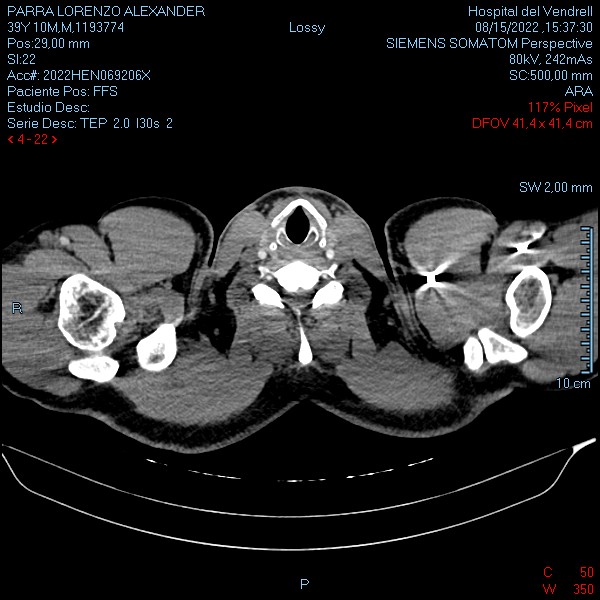 PARRA LORENZO ALEXANDER
39Y 10M,M,1193774
Pos:29,00 mm
SI:22
Acc#: 2022HEN069206X
Paciente Pos: FFS
Estudio Desc:
Serie Desc: TEP 2.0 I30s 2
< 4 - 22 >
Lossy
Hospital del Vendrell
08/15/2022 ,15:37:30
SIEMENS SOMATOM Perspective
80kV, 242mAs
SC:500,00 mm
ARA
117% Pixel
DFOV 41,4 x 41,4 cm
SW 2,00 mm
R
10 cm
P
C 50
W 350